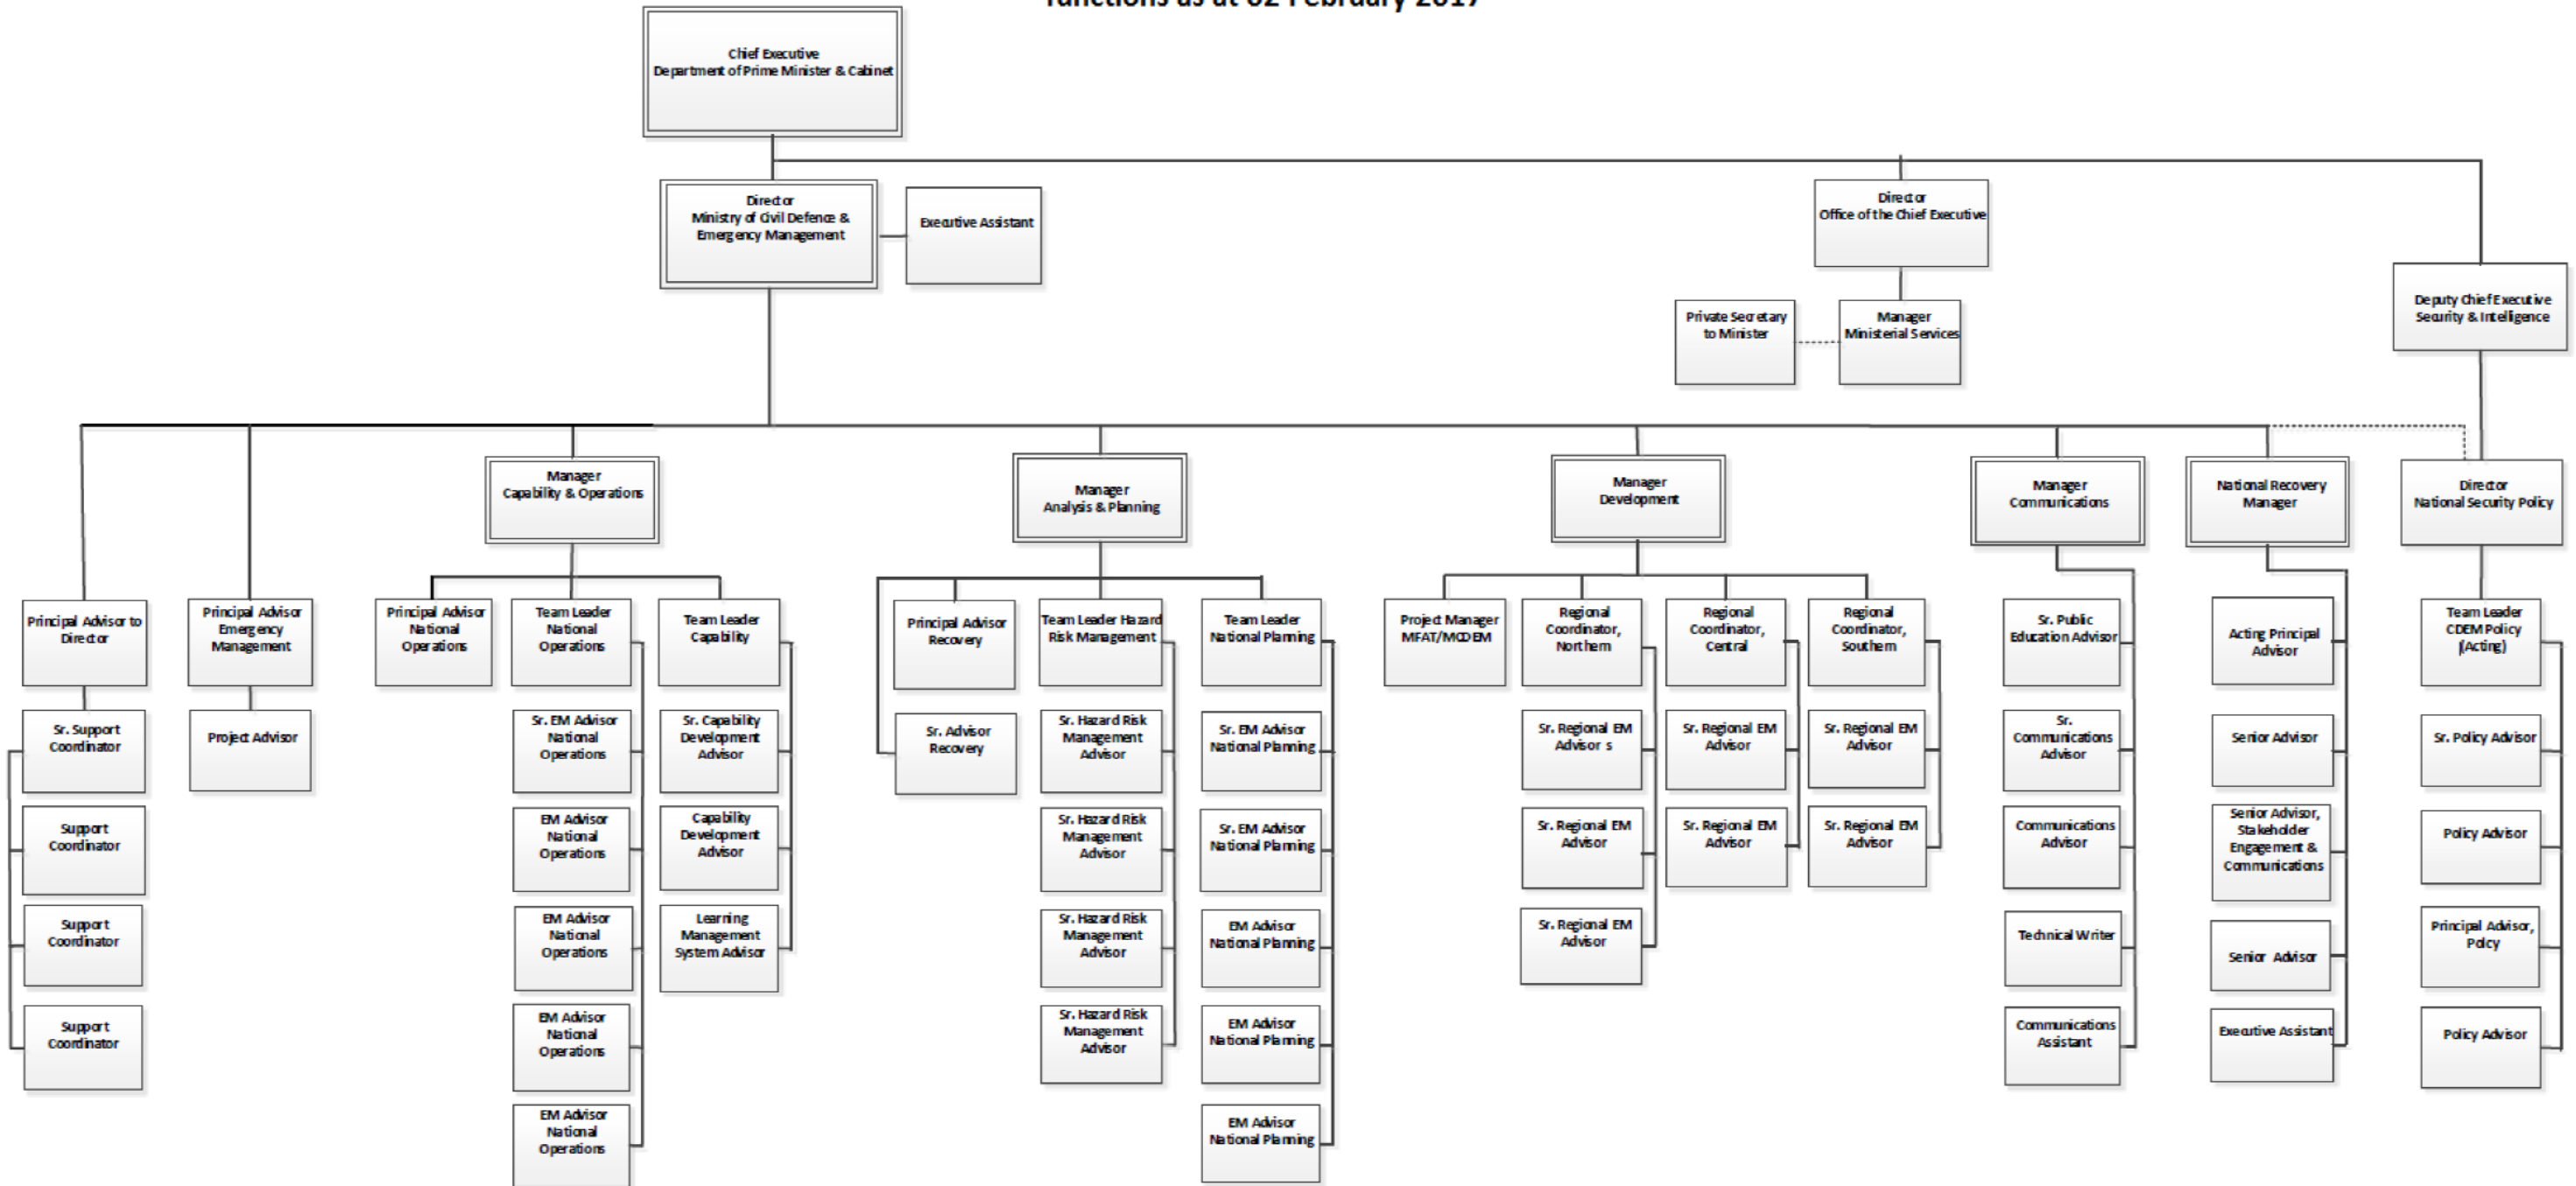 functions as at 02 February 2017
Chief Executive
Department of Prime Minister & Cabinet
Director
Ministry of Civil Defence &
Emergency Management
Executive Assistant
Director
Office of the Chief Executive
Private Secretary
to Minister
Manager
Ministerial Services
Deputy Chief Executive
Security & Intelligence
Manager
Capability & Operations
Manager
Analysis & Planning
Manager
Development
Manager
Communications
National Recovery
Manager
Director
National Security Policy
Principal Advisor to
Director
Sr. Support
Coordinator
Support
Coordinator
Support
Coordinator
Support
Coordinator
Principal Advisor
Emergency
Management
Project Advisor
Principal Advisor
National
Operations
Team Leader
National
Operations
Sr. EM Advisor
National
Operations
EM Advisor
National
Operations
EM Advisor
National
Operations
EM Advisor
National
Operations
EM Advisor
National
Operations
Team Leader
Capability
Sr. Capability
Development
Advisor
Capability
Development
Advisor
Learning
Management
System Advisor
Principal Advisor
Recovery
Sr. Advisor
Recovery
Team Leader Hazard
Risk Management
Sr. Hazard Risk
Management
Advisor
Sr. Hazard Risk
Management
Advisor
Sr. Hazard Risk
Management
Advisor
Sr. Hazard Risk
Management
Advisor
Team Leader
National Planning
Sr. EM Advisor
National Planning
Sr. EM Advisor
National Planning
EM Advisor
National Planning
EM Advisor
National Planning
EM Advisor
National Planning
Project Manager
MFAT/MCDEM
Regional
Coordinator,
Northern
Sr. Regional EM
Advisor s
Sr. Regional EM
Advisor
Sr. Regional EM
Advisor
Regional
Coordinator,
Central
Sr. Regional EM
Advisor
Sr. Regional EM
Advisor
Regional
Coordinator,
Southern
Sr. Regional EM
Advisor
Sr. Regional EM
Advisor
Sr. Public
Education Advisor
Sr.
Communications
Advisor
Communications
Advisor
Technical Writer
Communications
Assistant
Acting Principal
Advisor
Senior Advisor
Senior Advisor,
Stakeholder
Engagement &
Communications
Senior Advisor
Executive Assistant
Team Leader
CDEM Policy
(Acting)
Sr. Policy Advisor
Policy Advisor
Principal Advisor,
Policy
Policy Advisor